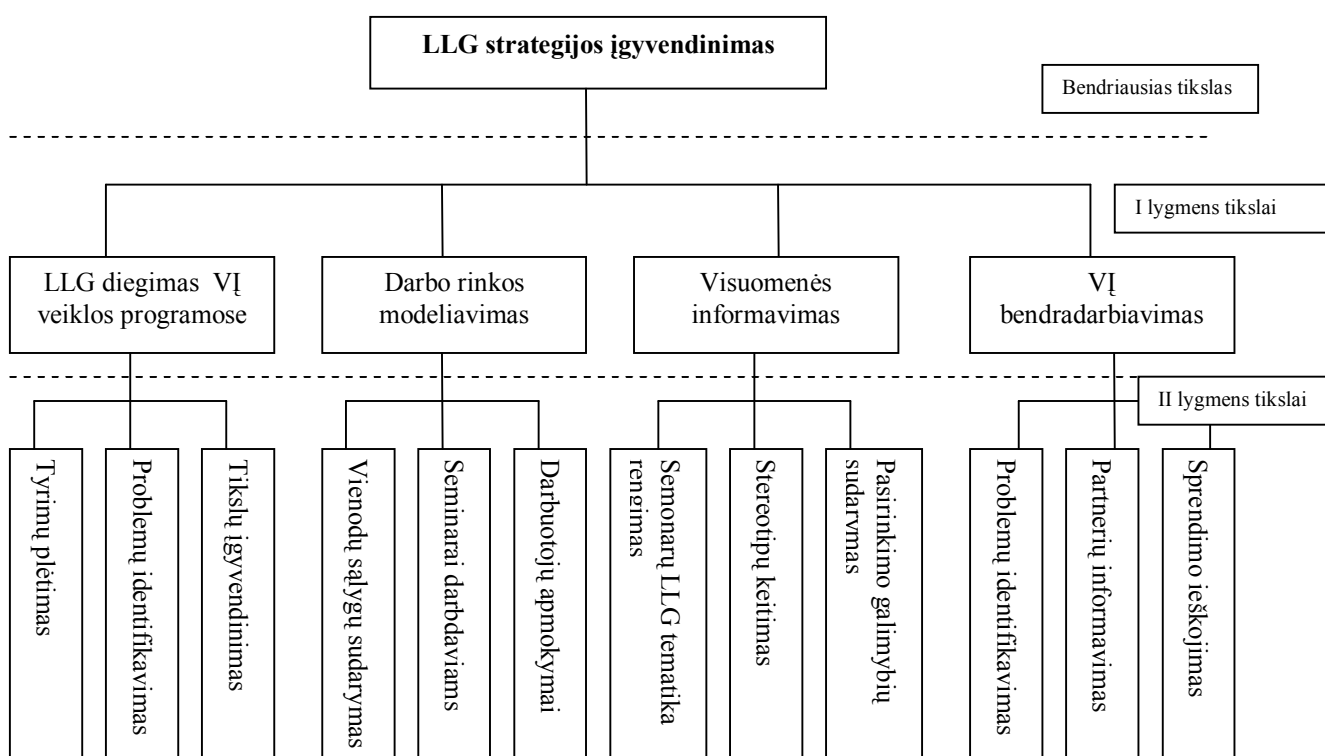 LLG strategijos įgyvendinimas
Bendriausias tikslas
I lygmens tikslai
LLG diegimas VĮ
veiklos programose
Darbo rinkos
modeliavimas
Visuomenės
informavimas
VĮ
bendradarbiavimas
II lygmens tikslai
Tyrimų plėtimas
Problemų identifikavimas
Tikslų įgyvendinimas
Vienodų sąlygų sudarymas
Seminarai darbdaviams
Darbuotojų apmokymai
Semonarų LLG tematika
rengimas
Stereotipų keitimas
Pasirinkimo galimybių
sudarymas
Problemų identifikavimas
Partnerių informavimas
Sprendimo ieškojimas